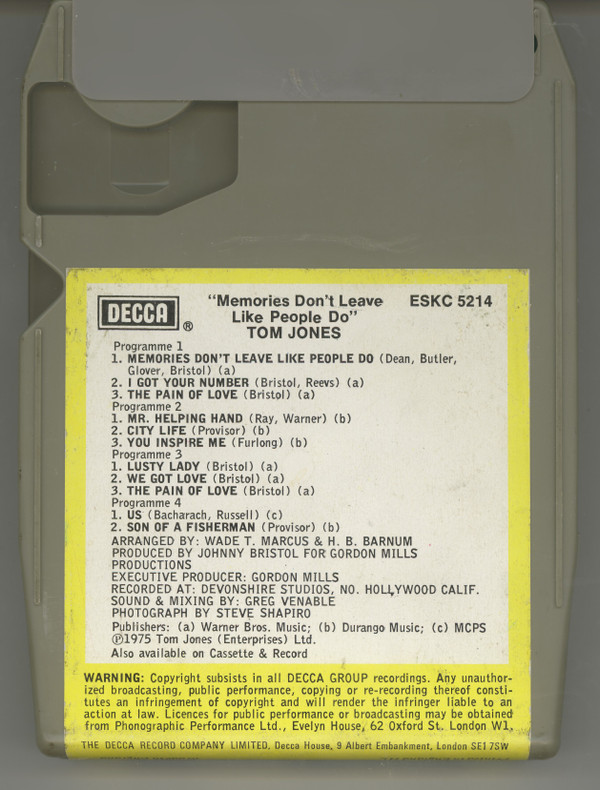 DECCA ®
"Memories Don't Leave ESKC 5214
Like People Do"
TOM JONES
Programme 1
1. MEMORIES DON'T LEAVE LIKE PEOPLE DO (Dean, Butler,
Glover, Bristol) (a)
2. I GOT YOUR NUMBER (Bristol, Reevs) (a)
3. THE PAIN OF LOVE (Bristol) (a)
Programme 2
1. MR. HELPING HAND (Ray, Warner) (b)
2. CITY LIFE (Provisor) (b)
3. YOU INSPIRE ME (Furlong) (b)
Programme 3
1. LUSTY LADY (Bristol) (a)
2. WE GOT LOVE (Bristol) (a)
3. THE PAIN OF LOVE (Bristol) (a)
Programme 4
1. US (Bacharach, Russell) (c)
2. SON OF A FISHERMAN (Provisor) (b)
ARRANGED BY: WADE T. MARCUS & H. B. BARNUM
PRODUCED BY JOHNNY BRISTOL FOR GORDON MILLS
PRODUCTIONS
EXECUTIVE PRODUCER: GORDON MILLS
RECORDED AT: DEVONSHIRE STUDIOS, NO. HOLLYWOOD CALIF.
SOUND & MIXING BY: GREG VENABLE
PHOTOGRAPH BY STEVE SHAPIRO
Publishers: (a) Warner Bros. Music; (b) Durango Music; (c) MCPS
℗1975 Tom Jones (Enterprises) Ltd.
Also available on Cassette & Record
WARNING: Copyright subsists in all DECCA GROUP recordings. Any unauthor-
ized broadcasting, public performance, copying or re-recording thereof consti-
tutes an infringement of copyright and will render the infringer liable to an
action at law. Licences for public performance or broadcasting may be obtained
from Phonographic Performance Ltd., Evelyn House, 62 Oxford St. London W1.
THE DECCA RECORD COMPANY LIMITED, Decca House, 9 Albert Embankment, London SE1 7SW